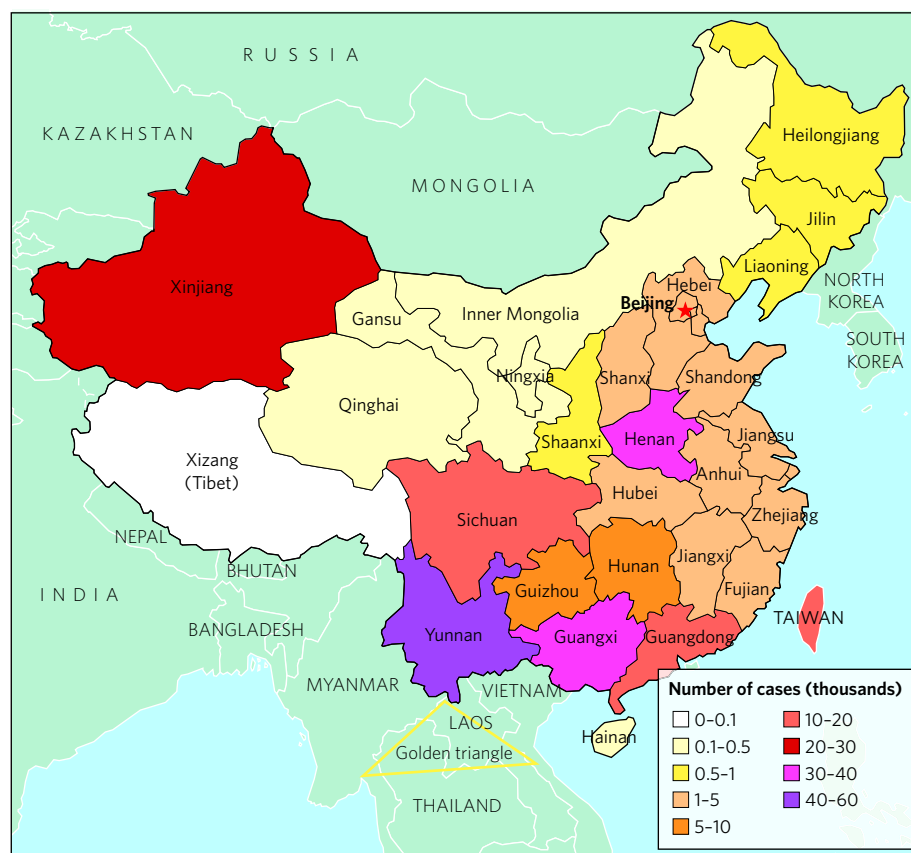 RUSSIA
KAZAKHSTAN
Heilongjiang
MONGOLIA
Jilin
Liaoning
Xinjiang
Hebei
NORTH
KOREA
Beijing
Gansu
Inner Mongolia
SOUTH
KOREA
Ningxia
Shanxi
Shandong
Qinghai
Shaanxi
Henan
Jiangsu
Xizang
(Tibet)
Anhui
Hubei
Sichuan
Zhejiang
NEPAL
Jiangxi
BHUTAN
Hunan
Guizhou
Fujian
INDIA
TAIWAN
BANGLADESH
Yunnan
Guangxi
Guangdong
MYANMAR
VIETNAM
LAOS
Hainan
Golden triangle
THAILAND
Number of cases (thousands)
0–0.1
0.1–0.5
0.5–1
1–5
5–10
10–20
20–30
30–40
40–60